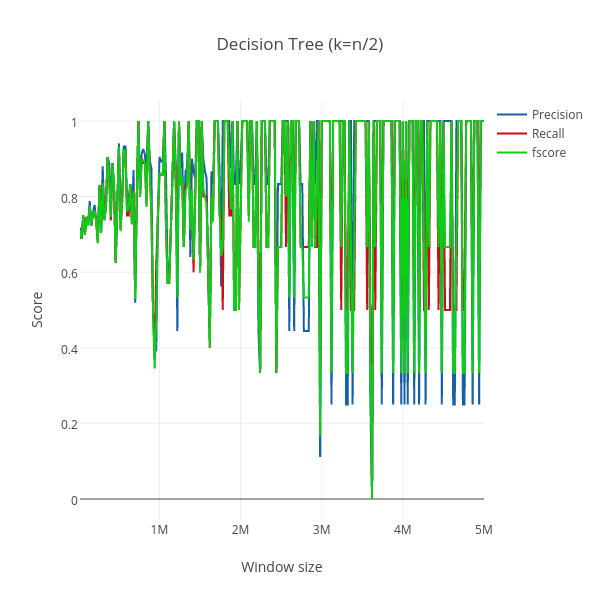 Decision Tree (k=n/2)
Precision
Recall
fscore
1
0.8
0.6
0.4
0.2
0
Score
1M 2M 3M 4M 5M
Window size